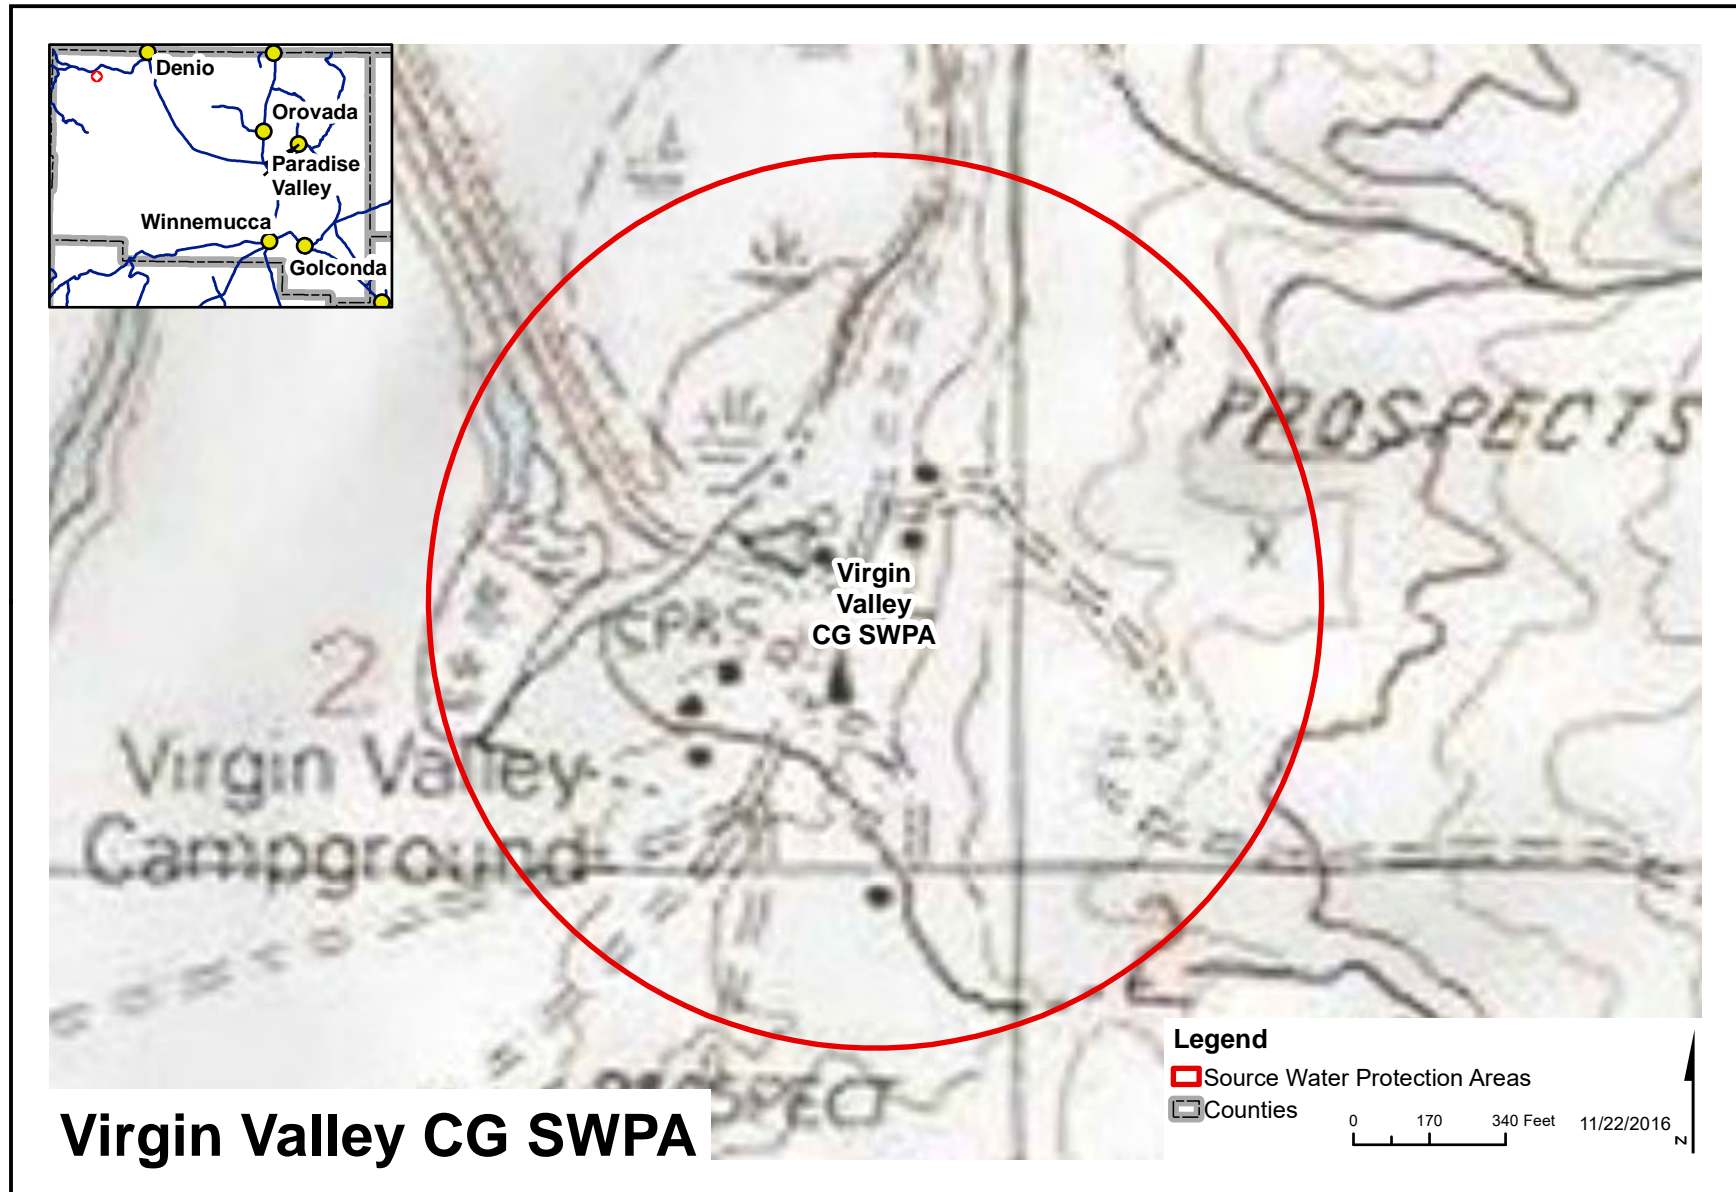 Denio
Orovada
Paradise
Valley
Winnemucca
Golconda
PROSPECTS
Virgin
Valley
CG SWPA
2
Virgin Valley
Campground
Legend
Source Water Protection Areas
Counties
0 170 340 Feet
11/22/2016
N
Virgin Valley CG SWPA